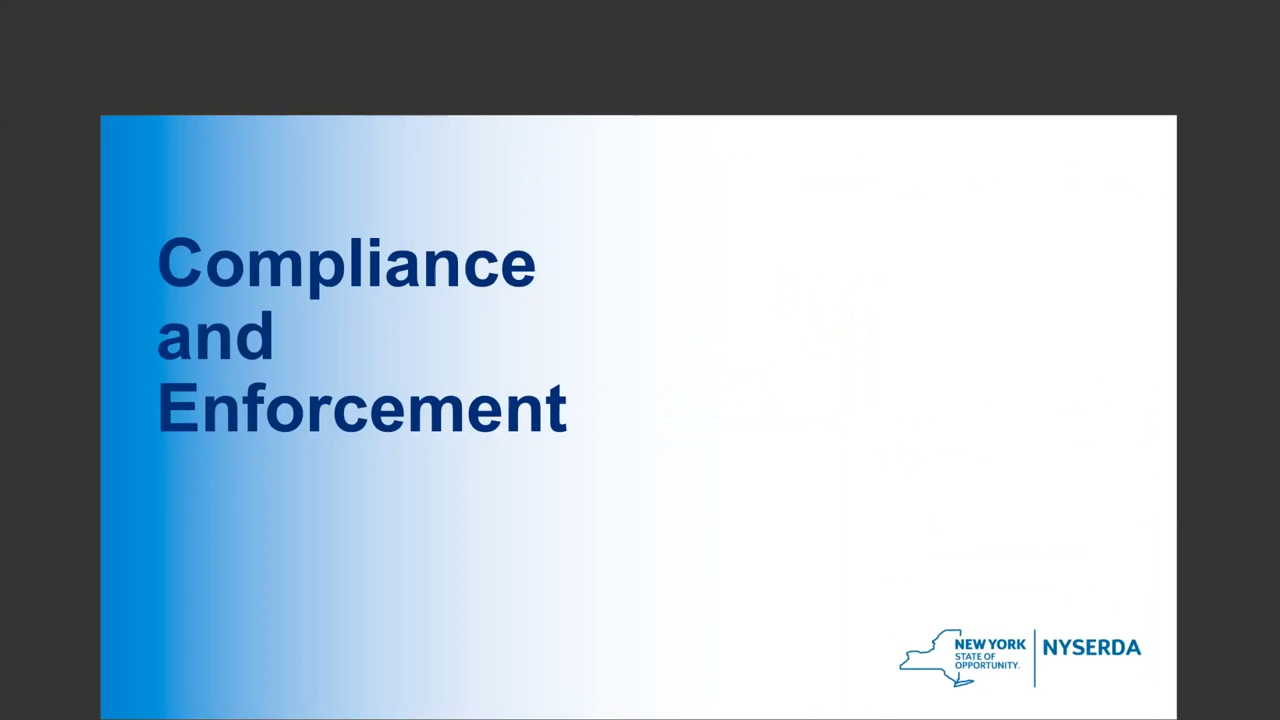 Compliance
and
Enforcement
NEW YORK
STATE OF
OPPORTUNITY.
NYSERDA